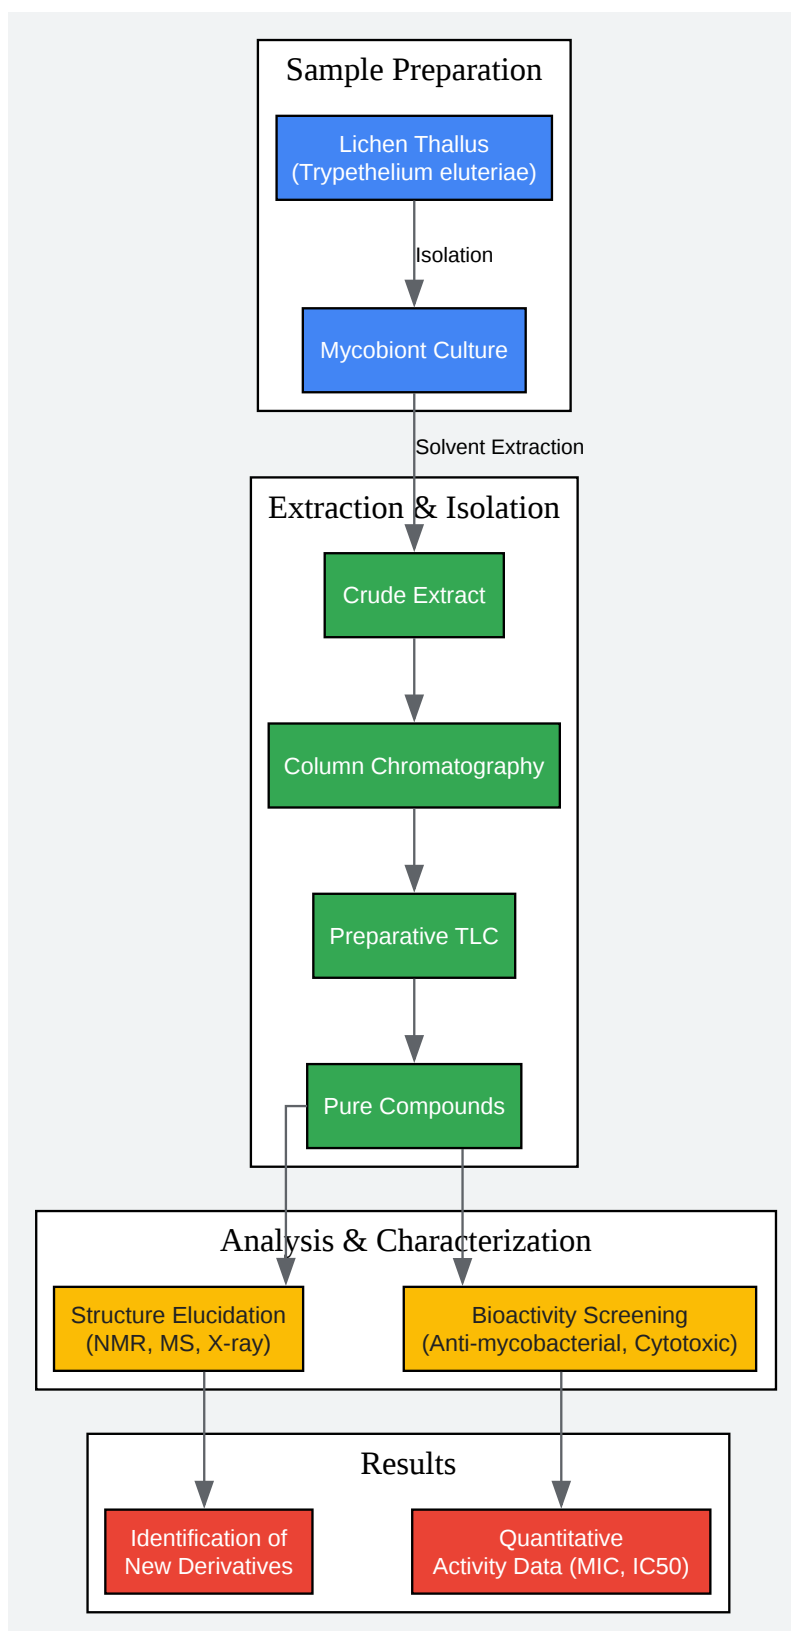 Sample Preparation
Lichen Thallus
(Trypethelium eluteriae)
Isolation
Mycobiont Culture
Solvent Extraction
Extraction & Isolation
Crude Extract
Column Chromatography
Preparative TLC
Pure Compounds
Analysis & Characterization
Structure Elucidation
(NMR, MS, X-ray)
Bioactivity Screening
(Anti-mycobacterial, Cytotoxic)
Results
Identification of
New Derivatives
Quantitative
Activity Data (MIC, IC50)